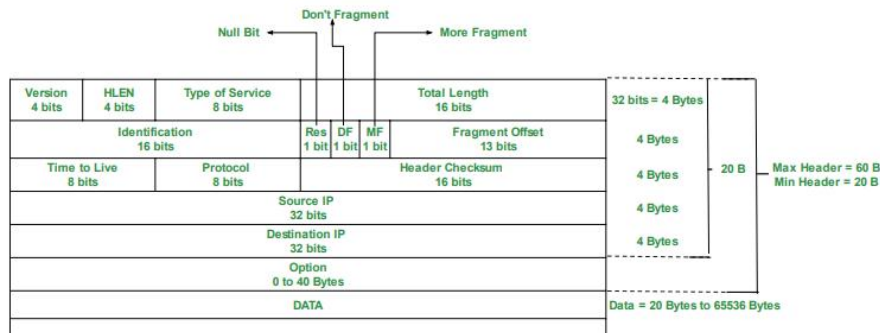 Don't Fragment
Null Bit
More Fragment
Version
4 bits
HLEN
4 bits
Type of Service
8 bits
Total Length
16 bits
32 bits = 4 Bytes
Identification
16 bits
Res
1 bit
DF
1 bit
MF
1 bit
Fragment Offset
13 bits
4 Bytes
Time to Live
8 bits
Protocol
8 bits
Header Checksum
16 bits
4 Bytes
20 B
Max Header = 60 B
Min Header = 20 B
Source IP
32 bits
4 Bytes
Destination IP
32 bits
4 Bytes
Option
0 to 40 Bytes
DATA
Data = 20 Bytes to 65536 Bytes